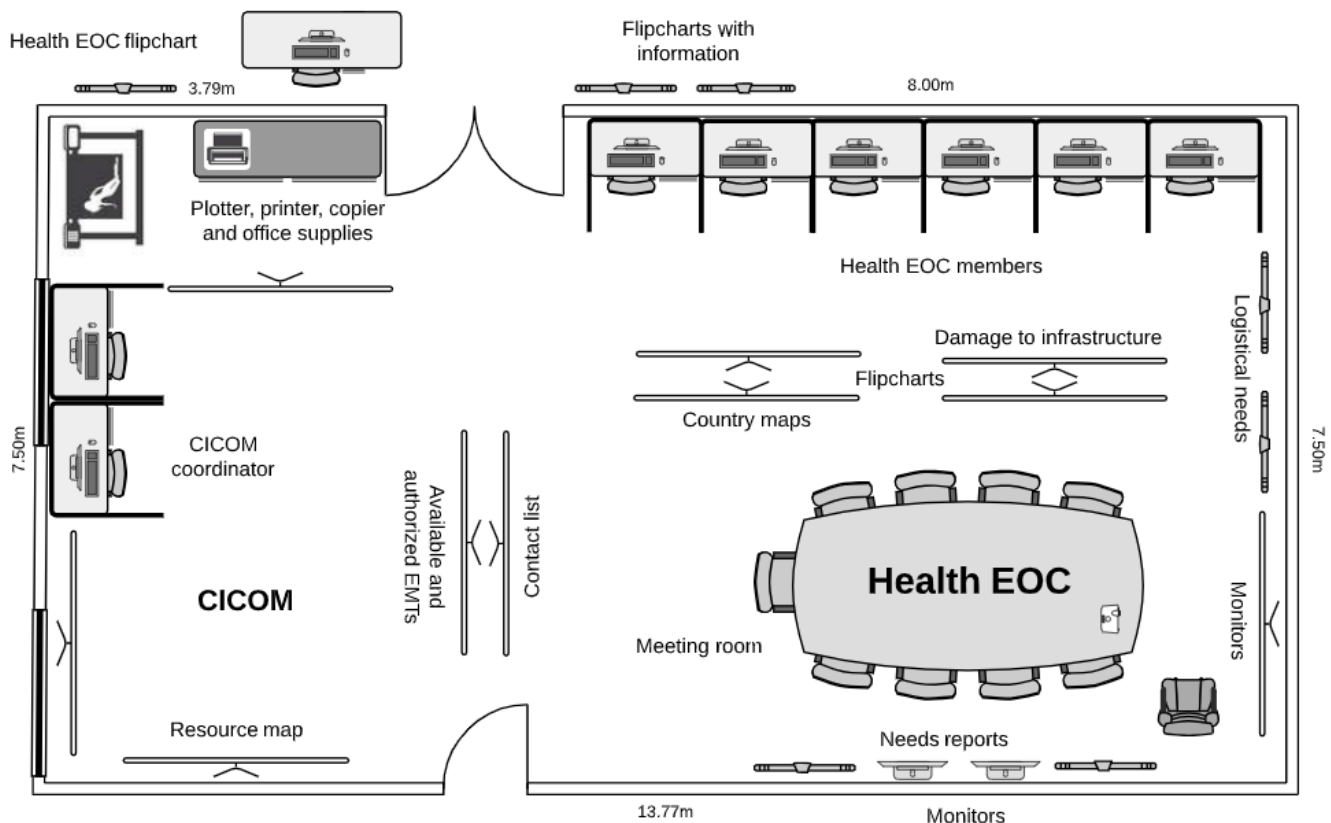 Health EOC flipchart
Flipcharts with
information
3.79m
8.00m
Plotter, printer, copier
and office supplies
Health EOC members
Logistical needs
Damage to infrastructure
Flipcharts
Country maps
7.50m
CICOM
coordinator
7.50m
Available and
authorized EMTs
Contact list
Health EOC
CICOM
Monitors
Meeting room
Resource map
Needs reports
13.77m
Monitors